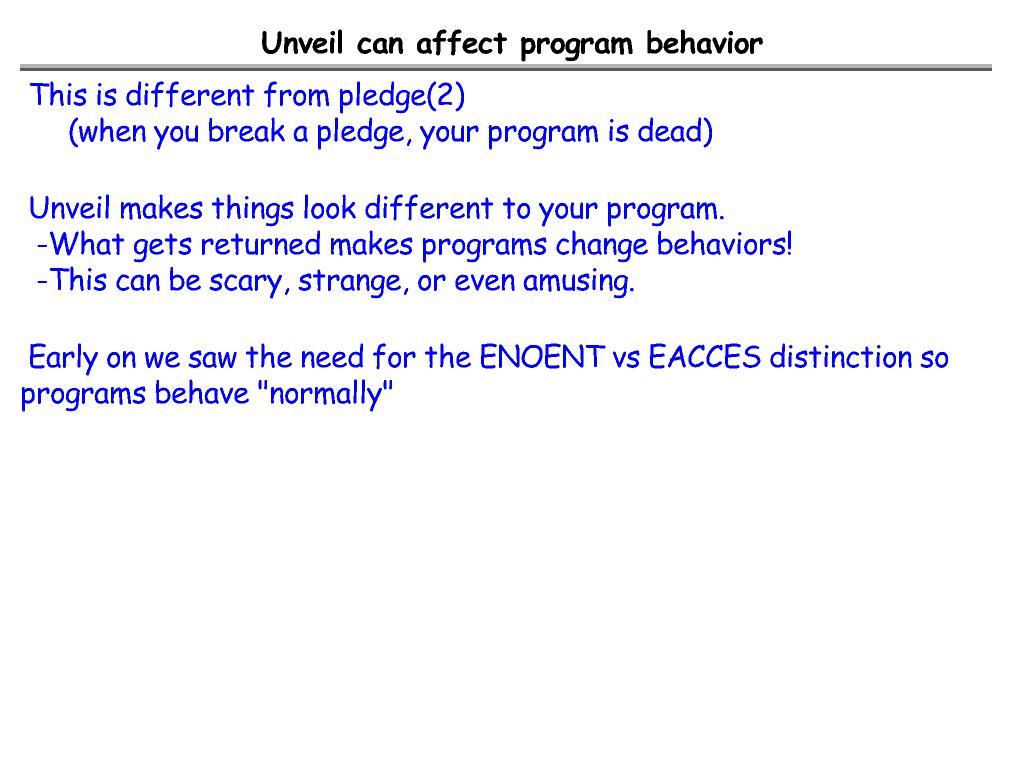 Unveil can affect program behavior
This is different from pledge(2)
(when you break a pledge, your program is dead)
Unveil makes things look different to your program.
-What gets returned makes programs change behaviors!
-This can be scary, strange, or even amusing.
Early on we saw the need for the ENOENT vs EACCES distinction so
programs behave "normally"